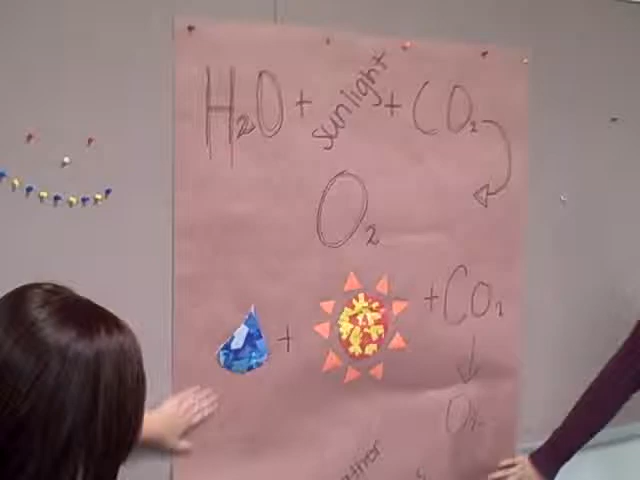 H₂O + sunlight + CO₂
O₂
+ + CO₂
O₂